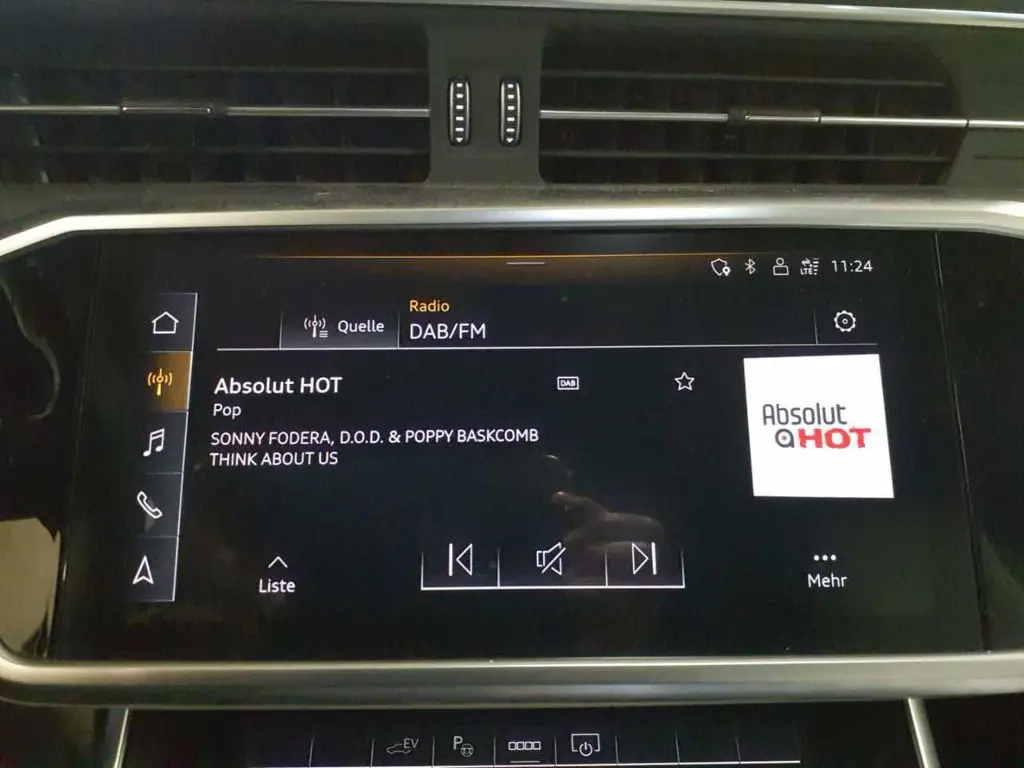 LTE
11:24
Radio
Quelle
DAB/FM
Absolut HOT
DAB
Pop
SONNY FODERA, D.O.D. & POPPY BASKCOMB
THINK ABOUT US
Absolut
HOT
Liste
Mehr
EV
P